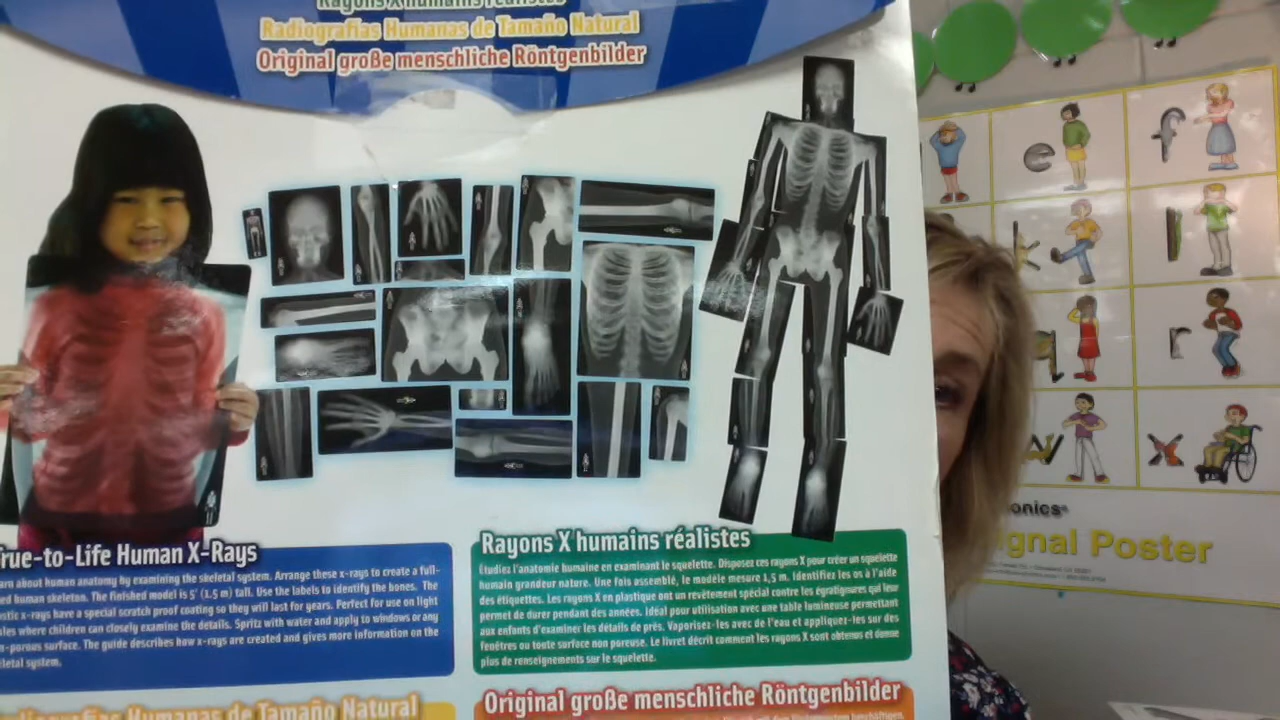 Rayons X humains réalistes
Radiografías Humanas de Tamaño Natural
Original große menschliche Röntgenbilder
e
f
l
r
w
x
onics®
gnal Poster
True-to-Life Human X-Rays
arn about human anatomy by examining the skeletal system. Arrange these x-rays to create a full-
ed human skeleton. The finished model is 5' (1.5 m) tall. Use the labels to identify the bones. The
stic x-rays have a special scratch proof coating so they will last for years. Perfect for use on light
les where children can closely examine the details. Spritz with water and apply to windows or any
n-porous surface. The guide describes how x-rays are created and gives more information on the
eletal system.
Rayons X humains réalistes
Étudiez l'anatomie humaine en examinant le squelette. Disposez ces rayons X pour créer un squelette
humain grandeur nature. Une fois assemblé, le modèle mesure 1,5 m. Identifiez les os à l'aide
des étiquettes. Les rayons X en plastique ont un revêtement spécial contre les égratignures qui leur
permet de durer pendant des années. Idéal pour utilisation avec une table lumineuse permettant
aux enfants d'examiner les détails de près. Vaporisez-les avec de l'eau et appliquez-les sur des
fenêtres ou toute surface non poreuse. Le livret décrit comment les rayons X sont obtenus et donne
plus de renseignements sur le squelette.
diografías Humanas de Tamaño Natural
Original große menschliche Röntgenbilder